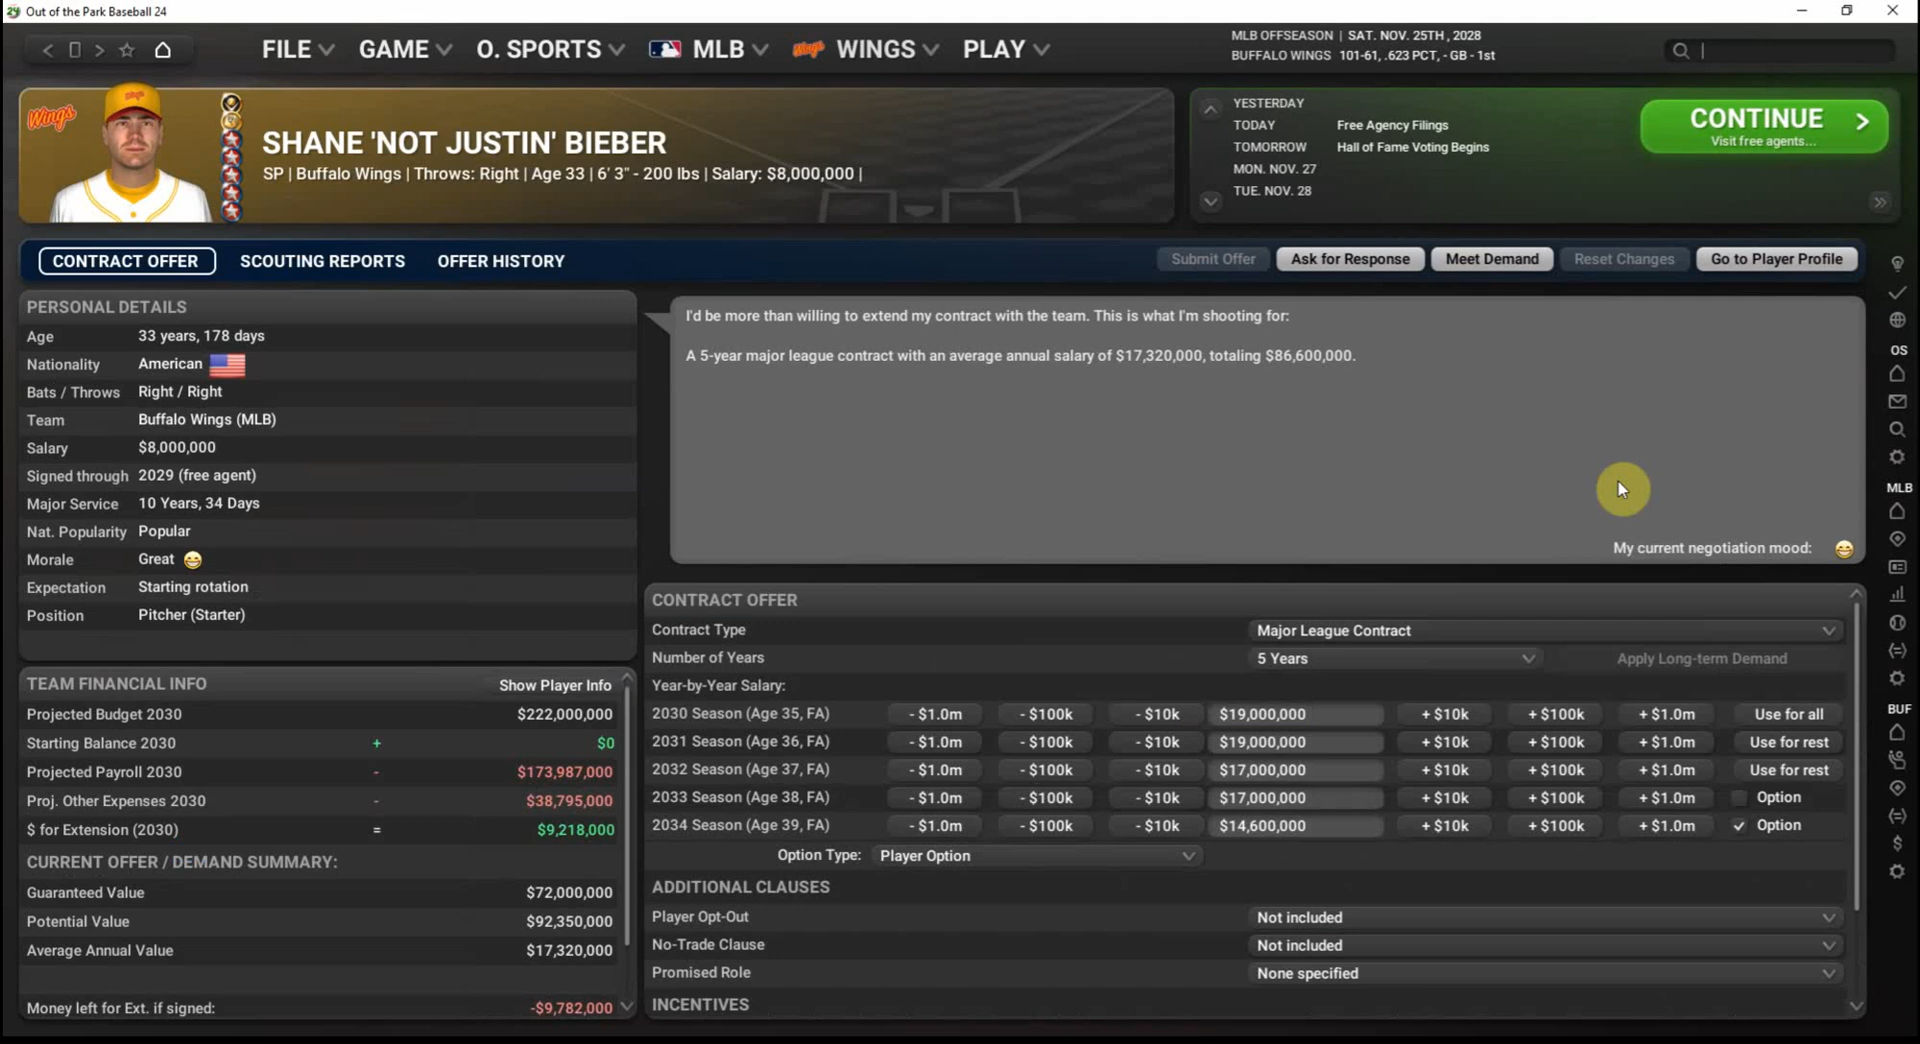 Out of the Park Baseball 24
FILE GAME O. SPORTS MLB WINGS PLAY
MLB OFFSEASON | SAT. NOV. 25TH , 2028
BUFFALO WINGS 101-61, .623 PCT, - GB - 1st
Wings
SHANE 'NOT JUSTIN' BIEBER
SP | Buffalo Wings | Throws: Right | Age 33 | 6' 3" - 200 lbs | Salary: $8,000,000 |
YESTERDAY
TODAY Free Agency Filings
TOMORROW Hall of Fame Voting Begins
MON. NOV. 27
TUE. NOV. 28
CONTINUE
Visit free agents...
CONTRACT OFFER SCOUTING REPORTS OFFER HISTORY
Submit Offer Ask for Response Meet Demand Reset Changes Go to Player Profile
PERSONAL DETAILS
Age 33 years, 178 days
Nationality American
Bats / Throws Right / Right
Team Buffalo Wings (MLB)
Salary $8,000,000
Signed through 2029 (free agent)
Major Service 10 Years, 34 Days
Nat. Popularity Popular
Morale Great
Expectation Starting rotation
Position Pitcher (Starter)
I'd be more than willing to extend my contract with the team. This is what I'm shooting for:
A 5-year major league contract with an average annual salary of $17,320,000, totaling $86,600,000.
My current negotiation mood:
TEAM FINANCIAL INFO Show Player Info
Projected Budget 2030 $222,000,000
Starting Balance 2030 + $0
Projected Payroll 2030 - $173,987,000
Proj. Other Expenses 2030 - $38,795,000
$ for Extension (2030) = $9,218,000
CURRENT OFFER / DEMAND SUMMARY:
Guaranteed Value $72,000,000
Potential Value $92,350,000
Average Annual Value $17,320,000
Money left for Ext. if signed: -$9,782,000
CONTRACT OFFER
Contract Type Major League Contract
Number of Years 5 Years Apply Long-term Demand
Year-by-Year Salary:
2030 Season (Age 35, FA) - $1.0m - $100k - $10k $19,000,000 + $10k + $100k + $1.0m Use for all
2031 Season (Age 36, FA) - $1.0m - $100k - $10k $19,000,000 + $10k + $100k + $1.0m Use for rest
2032 Season (Age 37, FA) - $1.0m - $100k - $10k $17,000,000 + $10k + $100k + $1.0m Use for rest
2033 Season (Age 38, FA) - $1.0m - $100k - $10k $17,000,000 + $10k + $100k + $1.0m Option
2034 Season (Age 39, FA) - $1.0m - $100k - $10k $14,600,000 + $10k + $100k + $1.0m Option
Option Type: Player Option
ADDITIONAL CLAUSES
Player Opt-Out Not included
No-Trade Clause Not included
Promised Role None specified
INCENTIVES
OS
MLB
BUF